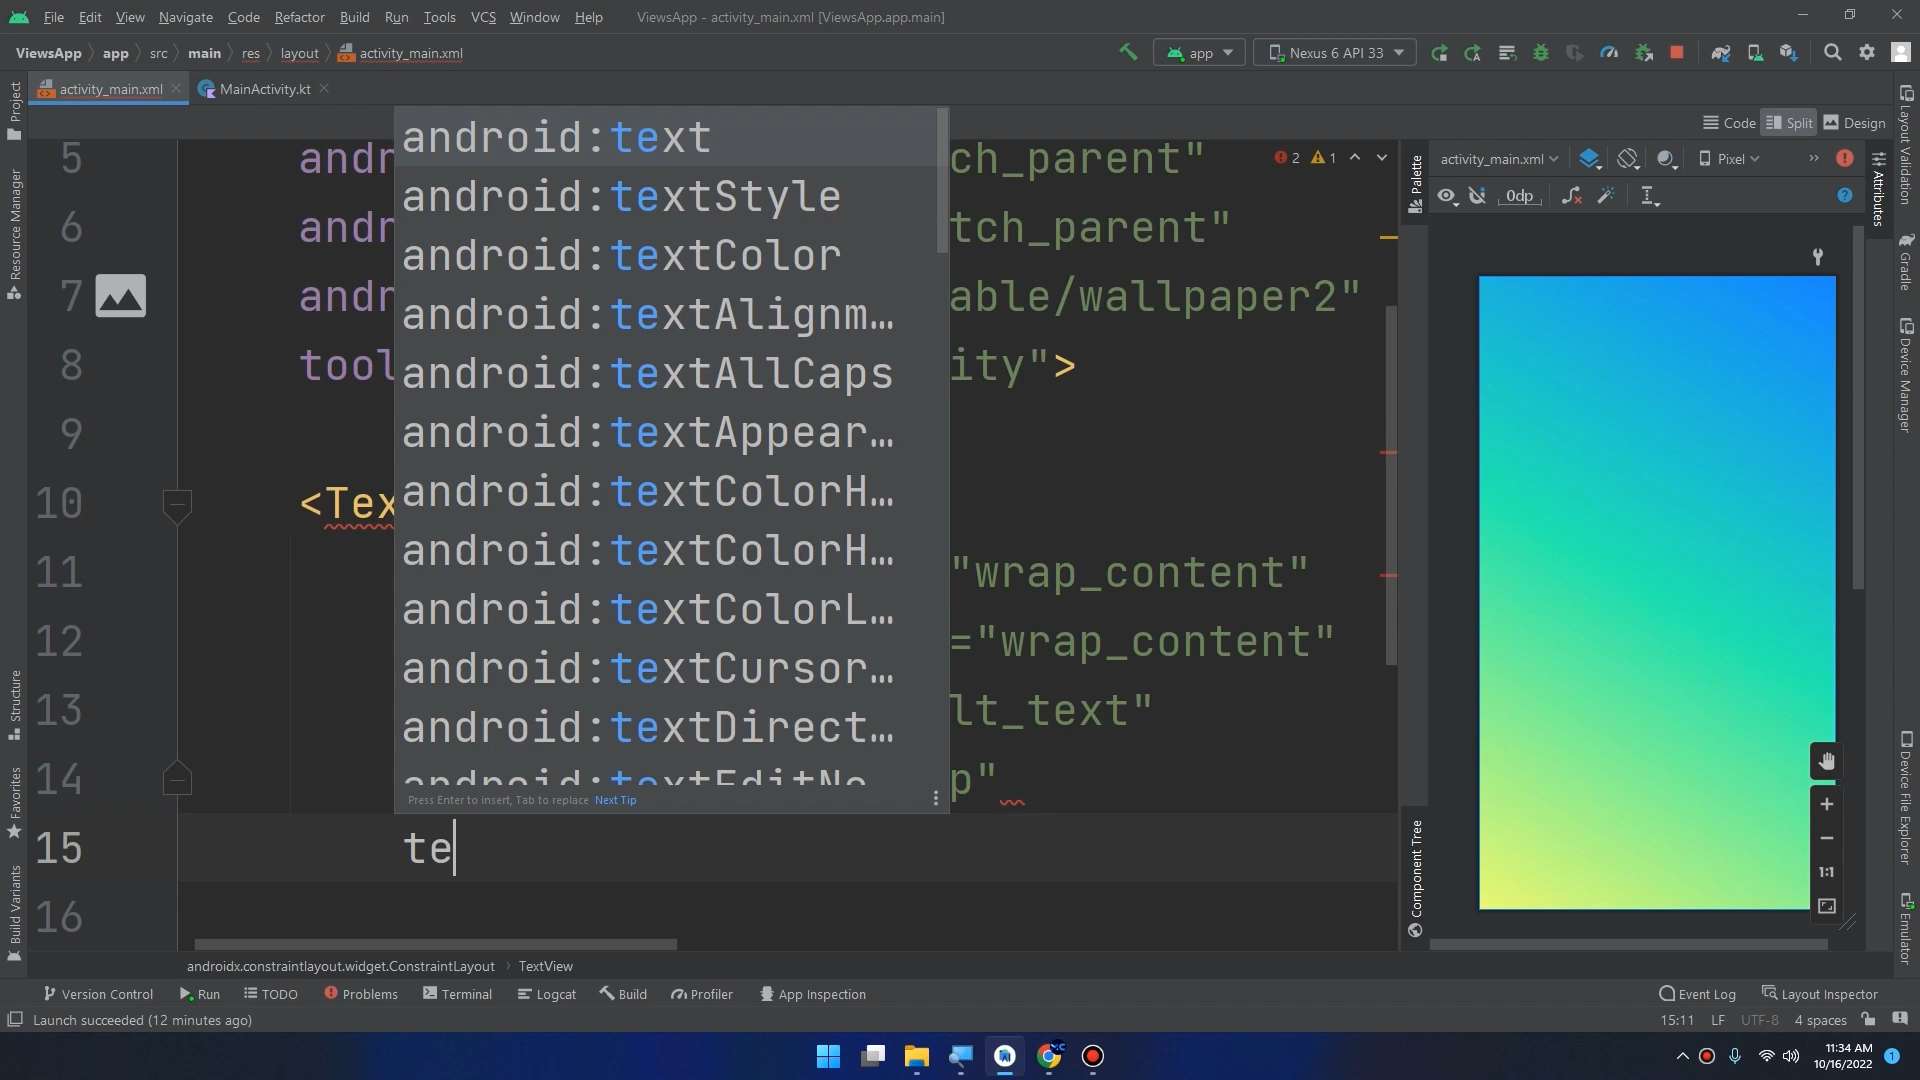 File Edit View Navigate Code Refactor Build Run Tools VCS Window Help ViewsApp - activity_main.xml [ViewsApp.app.main]
ViewsApp app src main res layout activity_main.xml app Nexus 6 API 33
activity_main.xml MainActivity.kt
Code Split Design
Project
Resource Manager
Structure
Favorites
Build Variants
5 andr ch_parent"
6 andr tch_parent"
7 andr able/wallpaper2"
8 tool ity">
9
10 <Tex
11 "wrap_content"
12 ="wrap_content"
13 lt_text"
14 p"
15 te
16
2 1
android:text
android:textStyle
android:textColor
android:textAlignm…
android:textAllCaps
android:textAppear…
android:textColorH…
android:textColorH…
android:textColorL…
android:textCursor…
android:textDirect…
android:textEditNo
Press Enter to insert, Tab to replace Next Tip
Palette
Component Tree
activity_main.xml Pixel
0dp
1:1
Attributes
Layout Validation
Gradle
Device Manager
Device File Explorer
Emulator
androidx.constraintlayout.widget.ConstraintLayout TextView
Version Control Run TODO Problems Terminal Logcat Build Profiler App Inspection Event Log Layout Inspector
Launch succeeded (12 minutes ago) 15:11 LF UTF-8 4 spaces
11:34 AM
10/16/2022
1